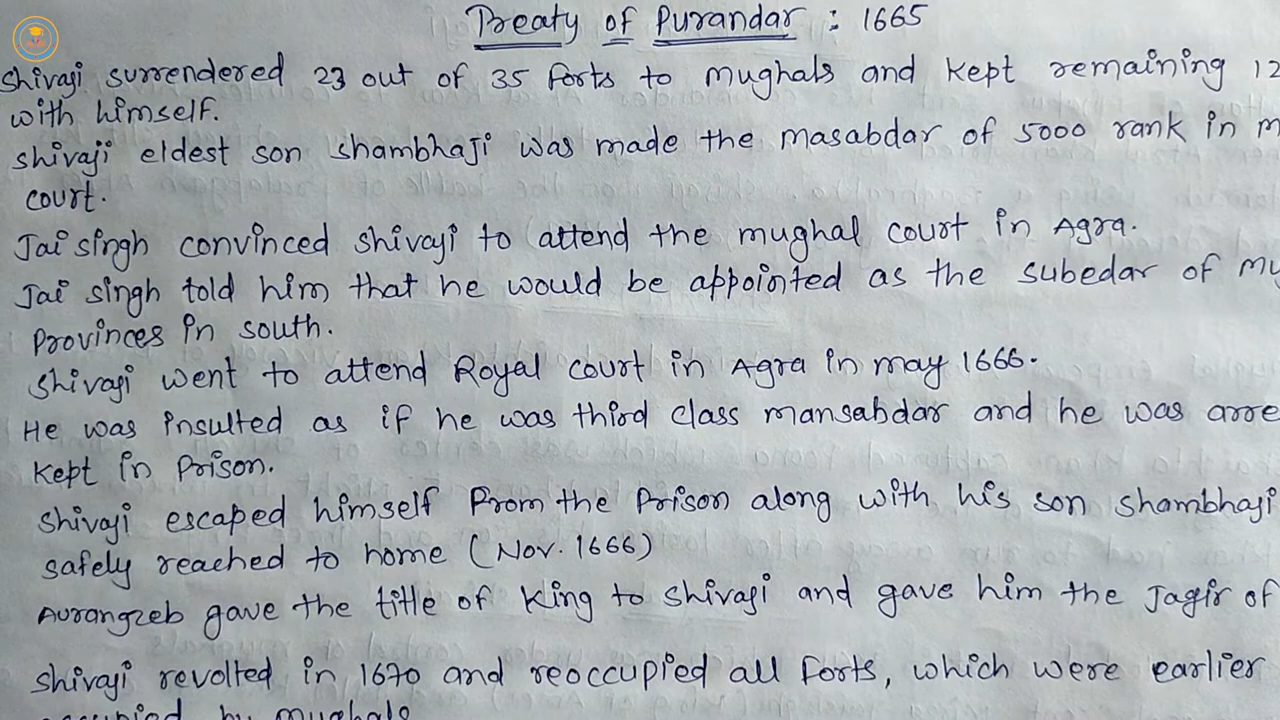 Treaty of Purandar : 1665
Shivaji surrendered 23 out of 35 forts to mughals and kept remaining 12
with himself.
Shivaji eldest son Shambhaji was made the masabdar of 5000 rank in m
court.
Jai singh convinced shivaji to attend the mughal court in Agra.
Jai singh told him that he would be appointed as the subedar of mu
Provinces in south.
Shivaji went to attend Royal court in Agra in may 1666.
He was insulted as if he was third class mansabdar and he was arre
kept in Prison.
Shivaji escaped himself from the Prison along with his son Shambhaji
safely reached to home (Nov. 1666)
Aurangzeb gave the title of King to Shivaji and gave him the Jagir of
Shivaji revolted in 1670 and reoccupied all forts, which were earlier
occupied by mughals